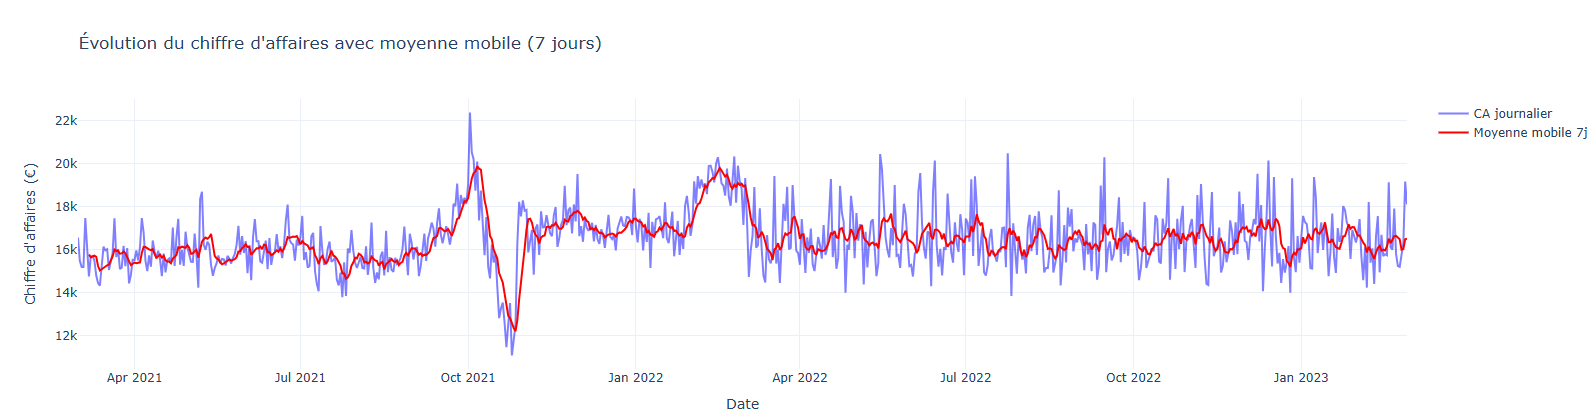 Évolution du chiffre d'affaires avec moyenne mobile (7 jours)
CA journalier
Moyenne mobile 7j
Chiffre d'affaires (€)
22k
20k
18k
16k
14k
12k
Apr 2021
Jul 2021
Oct 2021
Jan 2022
Apr 2022
Jul 2022
Oct 2022
Jan 2023
Date